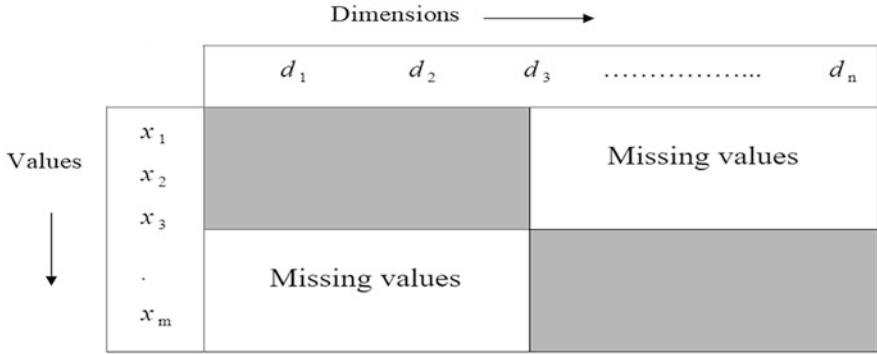 Dimensions
d1 d2 d3 ………………... dn
x1
Missing values
Values
x2
x3
.
Missing values
xm